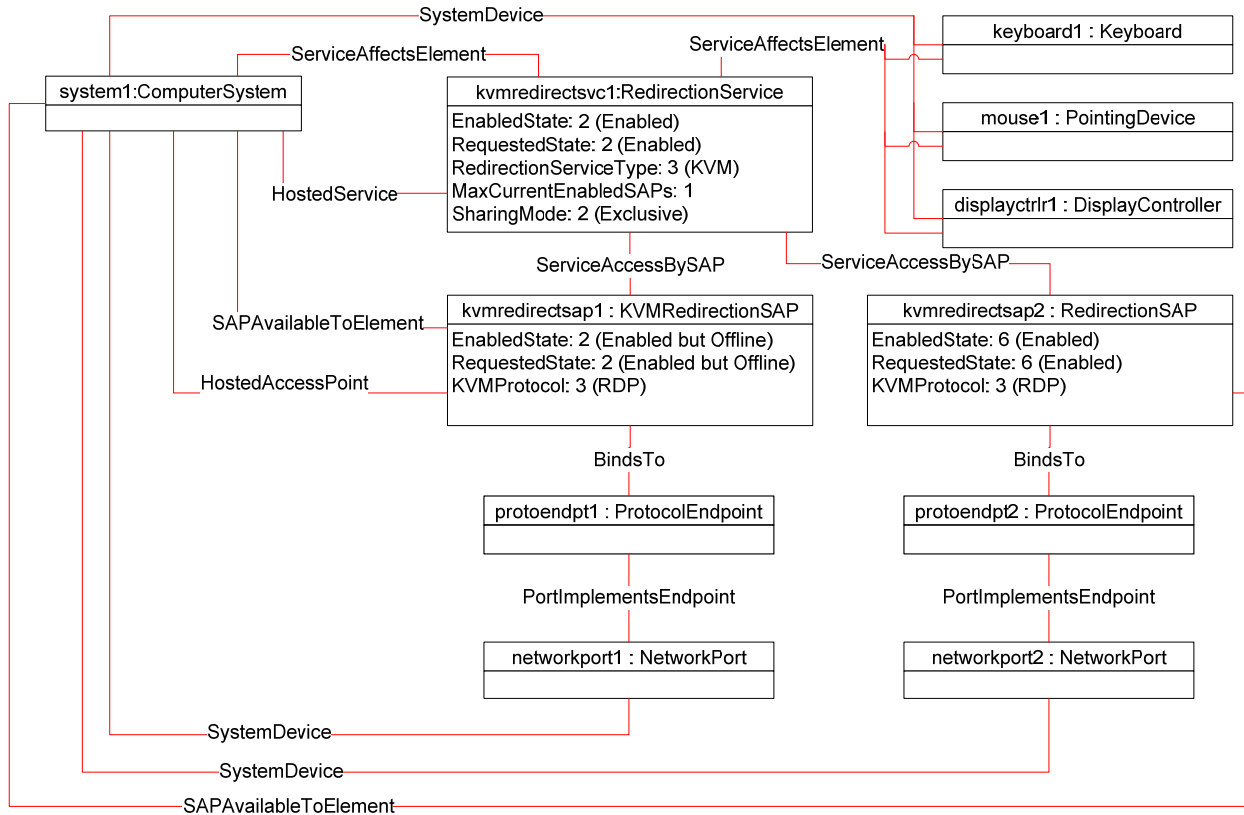 SystemDevice
keyboard1 : Keyboard
ServiceAffectsElement
ServiceAffectsElement
system1:ComputerSystem
kvmredirectsvc1:RedirectionService
EnabledState: 2 (Enabled)
RequestedState: 2 (Enabled)
RedirectionServiceType: 3 (KVM)
MaxCurrentEnabledSAPs: 1
SharingMode: 2 (Exclusive)
mouse1 : PointingDevice
HostedService
displayctrlr1 : DisplayController
ServiceAccessBySAP
ServiceAccessBySAP
SAPAvailableToElement
HostedAccessPoint
kvmredirectsap1 : KVMRedirectionSAP
EnabledState: 2 (Enabled but Offline)
RequestedState: 2 (Enabled but Offline)
KVMProtocol: 3 (RDP)
kvmredirectsap2 : RedirectionSAP
EnabledState: 6 (Enabled)
RequestedState: 6 (Enabled)
KVMProtocol: 3 (RDP)
BindsTo
BindsTo
protoendpt1 : ProtocolEndpoint
protoendpt2 : ProtocolEndpoint
PortImplementsEndpoint
PortImplementsEndpoint
networkport1 : NetworkPort
networkport2 : NetworkPort
SystemDevice
SystemDevice
SAPAvailableToElement